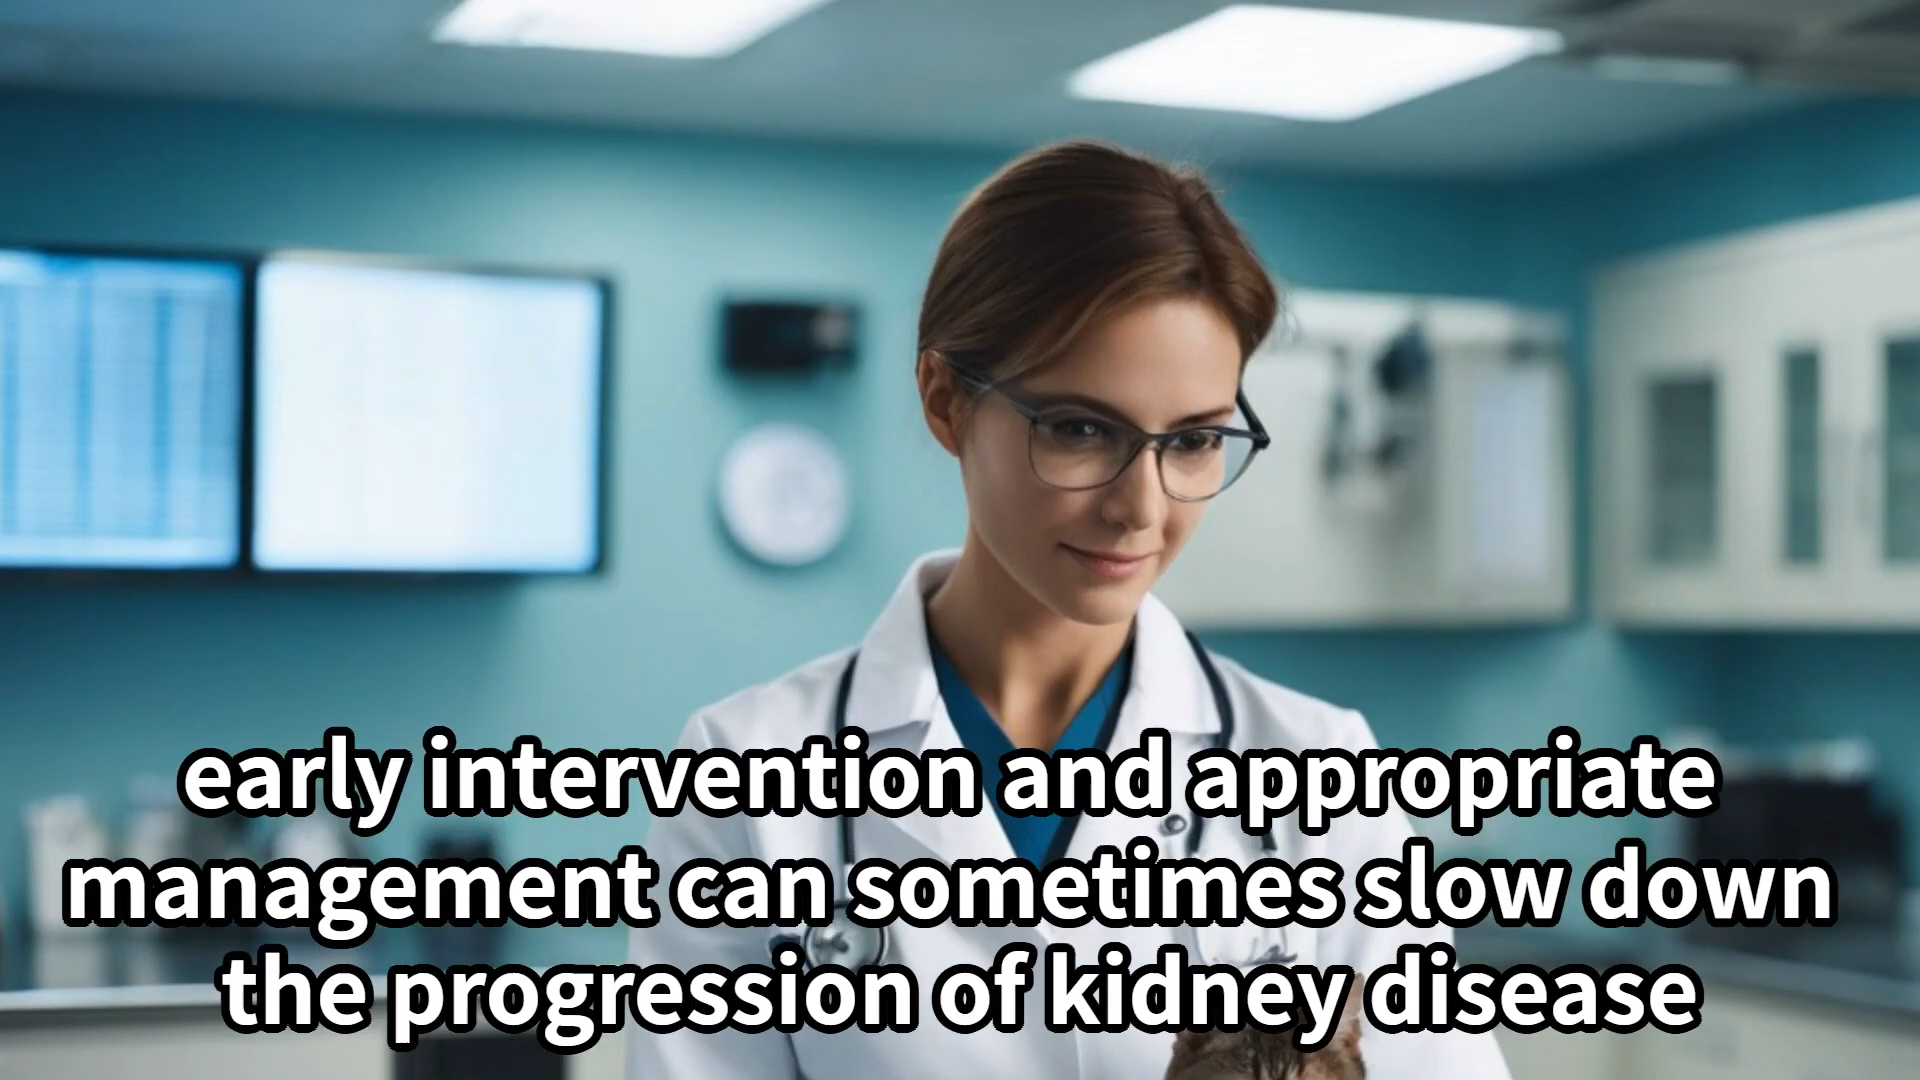 early intervention and appropriate
management can sometimes slow down
the progression of kidney disease